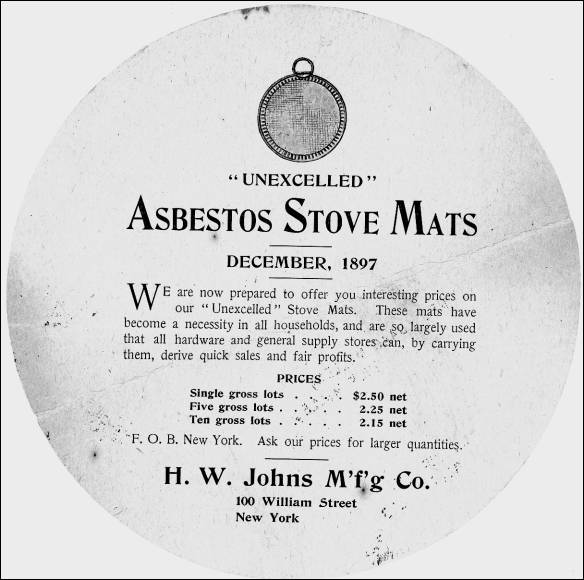 "UNEXCELLED"
ASBESTOS STOVE MATS
DECEMBER, 1897
WE are now prepared to offer you interesting prices on
our "Unexcelled" Stove Mats. These mats have
become a necessity in all households, and are so largely used
that all hardware and general supply stores can, by carrying
them, derive quick sales and fair profits.
PRICES
Single gross lots . . . . . $2.50 net
Five gross lots . . . . . 2.25 net
Ten gross lots . . . . . 2.15 net
F. O. B. New York. Ask our prices for larger quantities.
H. W. Johns M'f'g Co.
100 William Street
New York